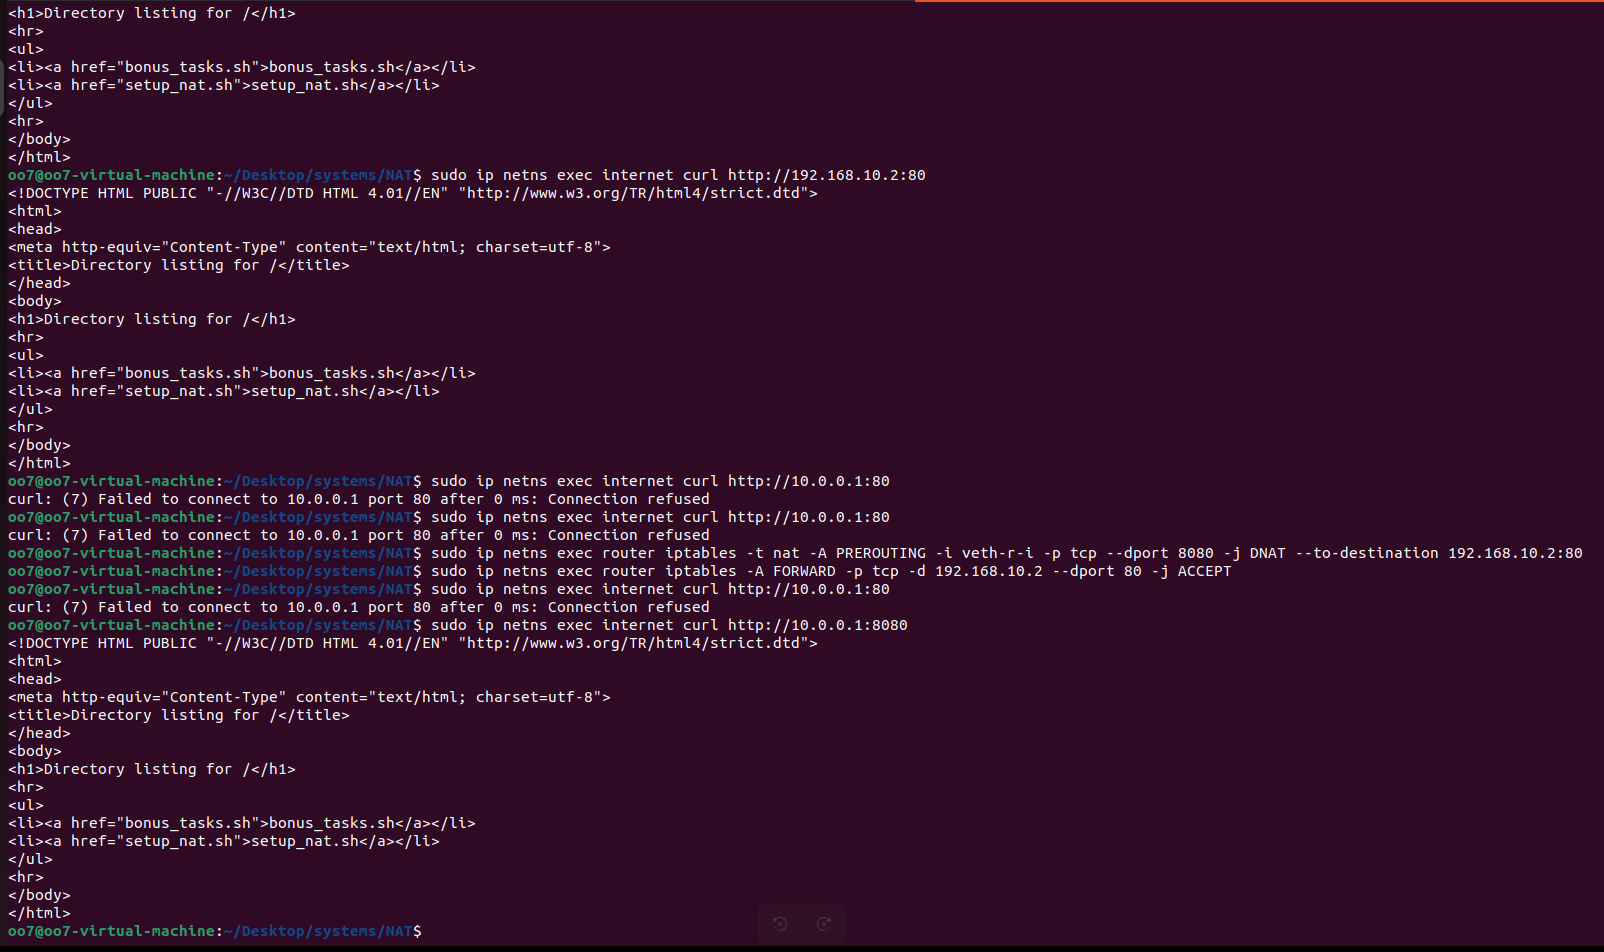 <h1>Directory listing for /</h1>
<hr>
<ul>
<li><a href="bonus_tasks.sh">bonus_tasks.sh</a></li>
<li><a href="setup_nat.sh">setup_nat.sh</a></li>
</ul>
<hr>
</body>
</html>
oo7@oo7-virtual-machine:~/Desktop/systems/NAT$ sudo ip netns exec internet curl http://192.168.10.2:80
<!DOCTYPE HTML PUBLIC "-//W3C//DTD HTML 4.01//EN" "http://www.w3.org/TR/html4/strict.dtd">
<html>
<head>
<meta http-equiv="Content-Type" content="text/html; charset=utf-8">
<title>Directory listing for /</title>
</head>
<body>
<h1>Directory listing for /</h1>
<hr>
<ul>
<li><a href="bonus_tasks.sh">bonus_tasks.sh</a></li>
<li><a href="setup_nat.sh">setup_nat.sh</a></li>
</ul>
<hr>
</body>
</html>
oo7@oo7-virtual-machine:~/Desktop/systems/NAT$ sudo ip netns exec internet curl http://10.0.0.1:80
curl: (7) Failed to connect to 10.0.0.1 port 80 after 0 ms: Connection refused
oo7@oo7-virtual-machine:~/Desktop/systems/NAT$ sudo ip netns exec internet curl http://10.0.0.1:80
curl: (7) Failed to connect to 10.0.0.1 port 80 after 0 ms: Connection refused
oo7@oo7-virtual-machine:~/Desktop/systems/NAT$ sudo ip netns exec router iptables -t nat -A PREROUTING -i veth-r-i -p tcp --dport 8080 -j DNAT --to-destination 192.168.10.2:80
oo7@oo7-virtual-machine:~/Desktop/systems/NAT$ sudo ip netns exec router iptables -A FORWARD -p tcp -d 192.168.10.2 --dport 80 -j ACCEPT
oo7@oo7-virtual-machine:~/Desktop/systems/NAT$ sudo ip netns exec internet curl http://10.0.0.1:80
curl: (7) Failed to connect to 10.0.0.1 port 80 after 0 ms: Connection refused
oo7@oo7-virtual-machine:~/Desktop/systems/NAT$ sudo ip netns exec internet curl http://10.0.0.1:8080
<!DOCTYPE HTML PUBLIC "-//W3C//DTD HTML 4.01//EN" "http://www.w3.org/TR/html4/strict.dtd">
<html>
<head>
<meta http-equiv="Content-Type" content="text/html; charset=utf-8">
<title>Directory listing for /</title>
</head>
<body>
<h1>Directory listing for /</h1>
<hr>
<ul>
<li><a href="bonus_tasks.sh">bonus_tasks.sh</a></li>
<li><a href="setup_nat.sh">setup_nat.sh</a></li>
</ul>
<hr>
</body>
</html>
oo7@oo7-virtual-machine:~/Desktop/systems/NAT$